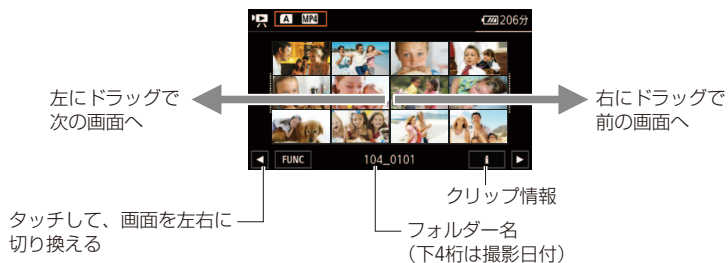 A MP4
206分
左にドラッグで
次の画面へ
右にドラッグで
前の画面へ
FUNC
104_0101
i
クリップ情報
タッチして、画面を左右に
切り換える
フォルダー名
（下4桁は撮影日付）